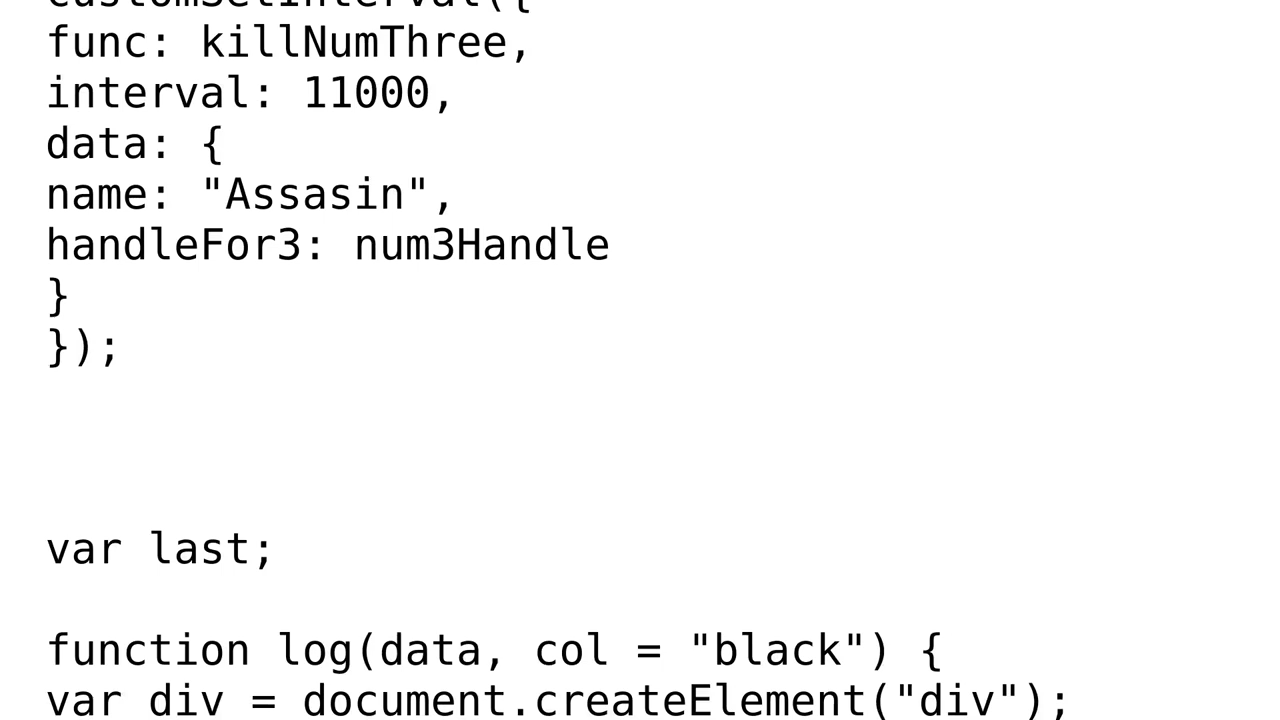 customSetInterval({
func: killNumThree,
interval: 11000,
data: {
name: "Assasin",
handleFor3: num3Handle
}
});
var last;
function log(data, col = "black") {
var div = document.createElement("div");